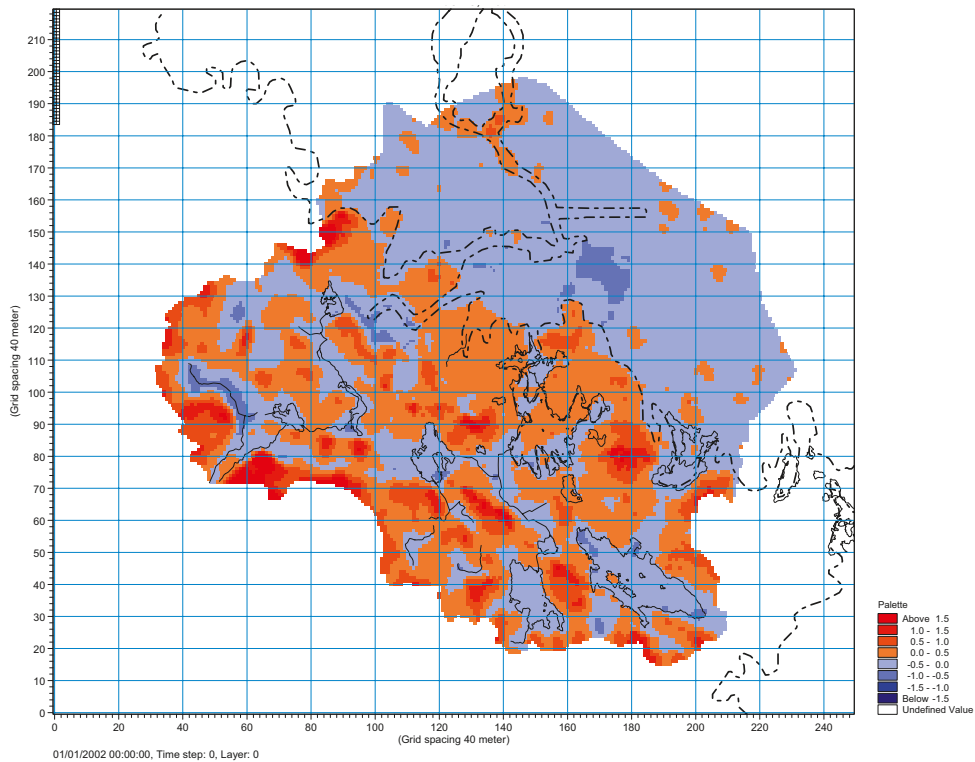 210
200
190
180
170
160
150
140
130
120
110
100
90
80
70
60
50
40
30
20
10
0
(Grid spacing 40 meter)
0 20 40 60 80 100 120 140 160 180 200 220 240
(Grid spacing 40 meter)
01/01/2002 00:00:00, Time step: 0, Layer: 0
Palette
Above 1.5
1.0 - 1.5
0.5 - 1.0
0.0 - 0.5
-0.5 - 0.0
-1.0 - -0.5
-1.5 - -1.0
Below -1.5
Undefined Value